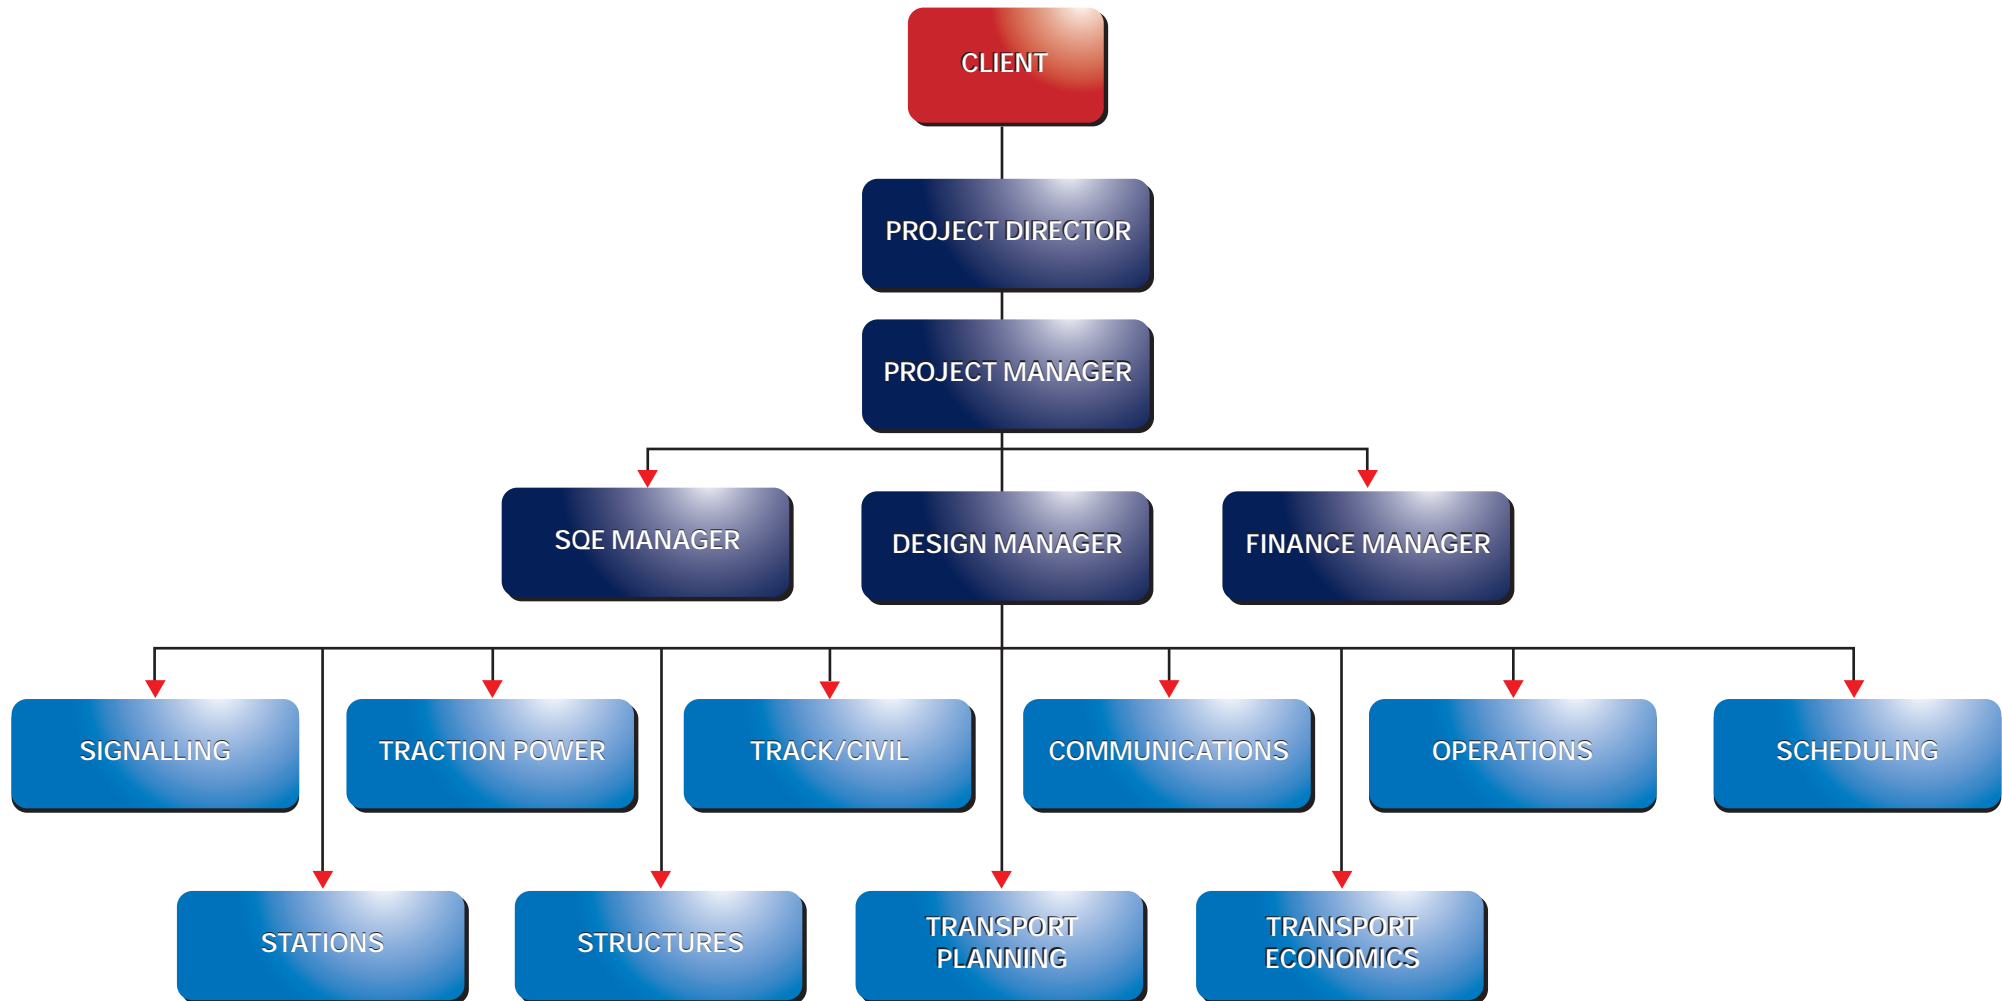 CLIENT
PROJECT DIRECTOR
PROJECT MANAGER
SQE MANAGER
DESIGN MANAGER
FINANCE MANAGER
SIGNALLING
TRACTION POWER
TRACK/CIVIL
COMMUNICATIONS
OPERATIONS
SCHEDULING
STATIONS
STRUCTURES
TRANSPORT
PLANNING
TRANSPORT
ECONOMICS